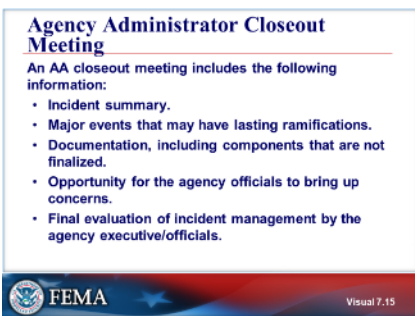 Agency Administrator Closeout
Meeting
An AA closeout meeting includes the following
information:
• Incident summary.
• Major events that may have lasting ramifications.
• Documentation, including components that are not
finalized.
• Opportunity for the agency officials to bring up
concerns.
• Final evaluation of incident management by the
agency executive/officials.
FEMA
Visual 7.15